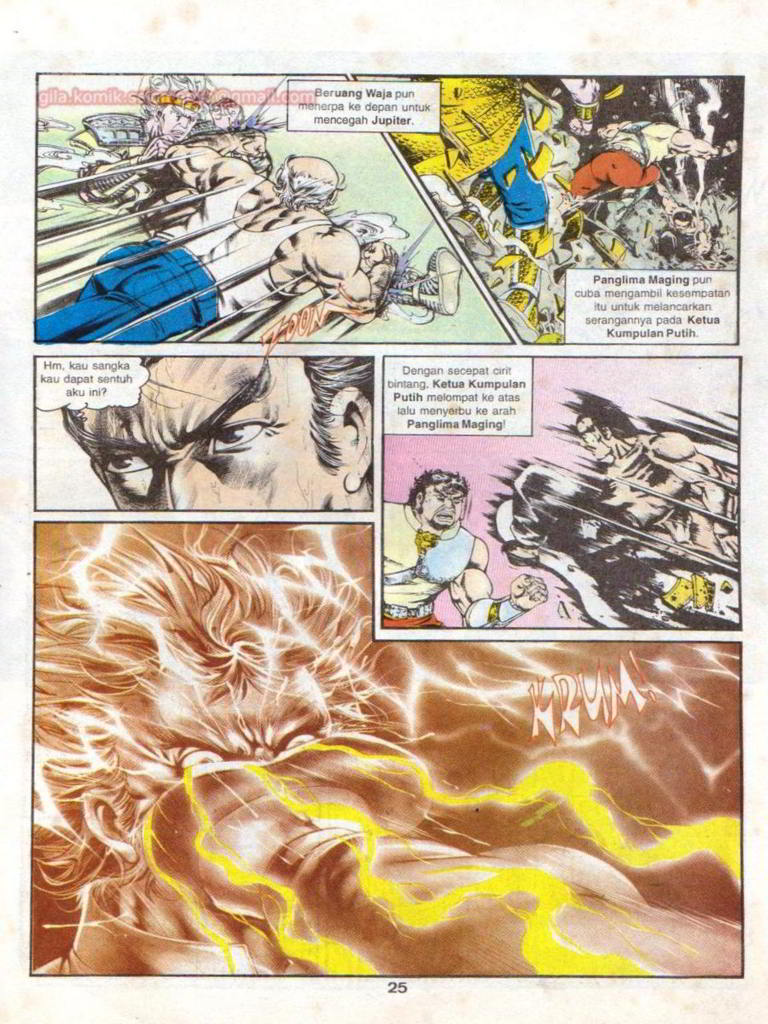 Beruang Waja pun
menerpa ke depan untuk
mencegah Jupiter.
ZOON
Panglima Maging pun
cuba mengambil kesempatan
itu untuk melancarkan
serangannya pada Ketua
Kumpulan Putih.
Hm, kau sangka
kau dapat sentuh
aku ini?
Dengan secepat cirit
bintang, Ketua Kumpulan
Putih melompat ke atas
lalu menyerbu ke arah
Panglima Maging!
KRUM!
25